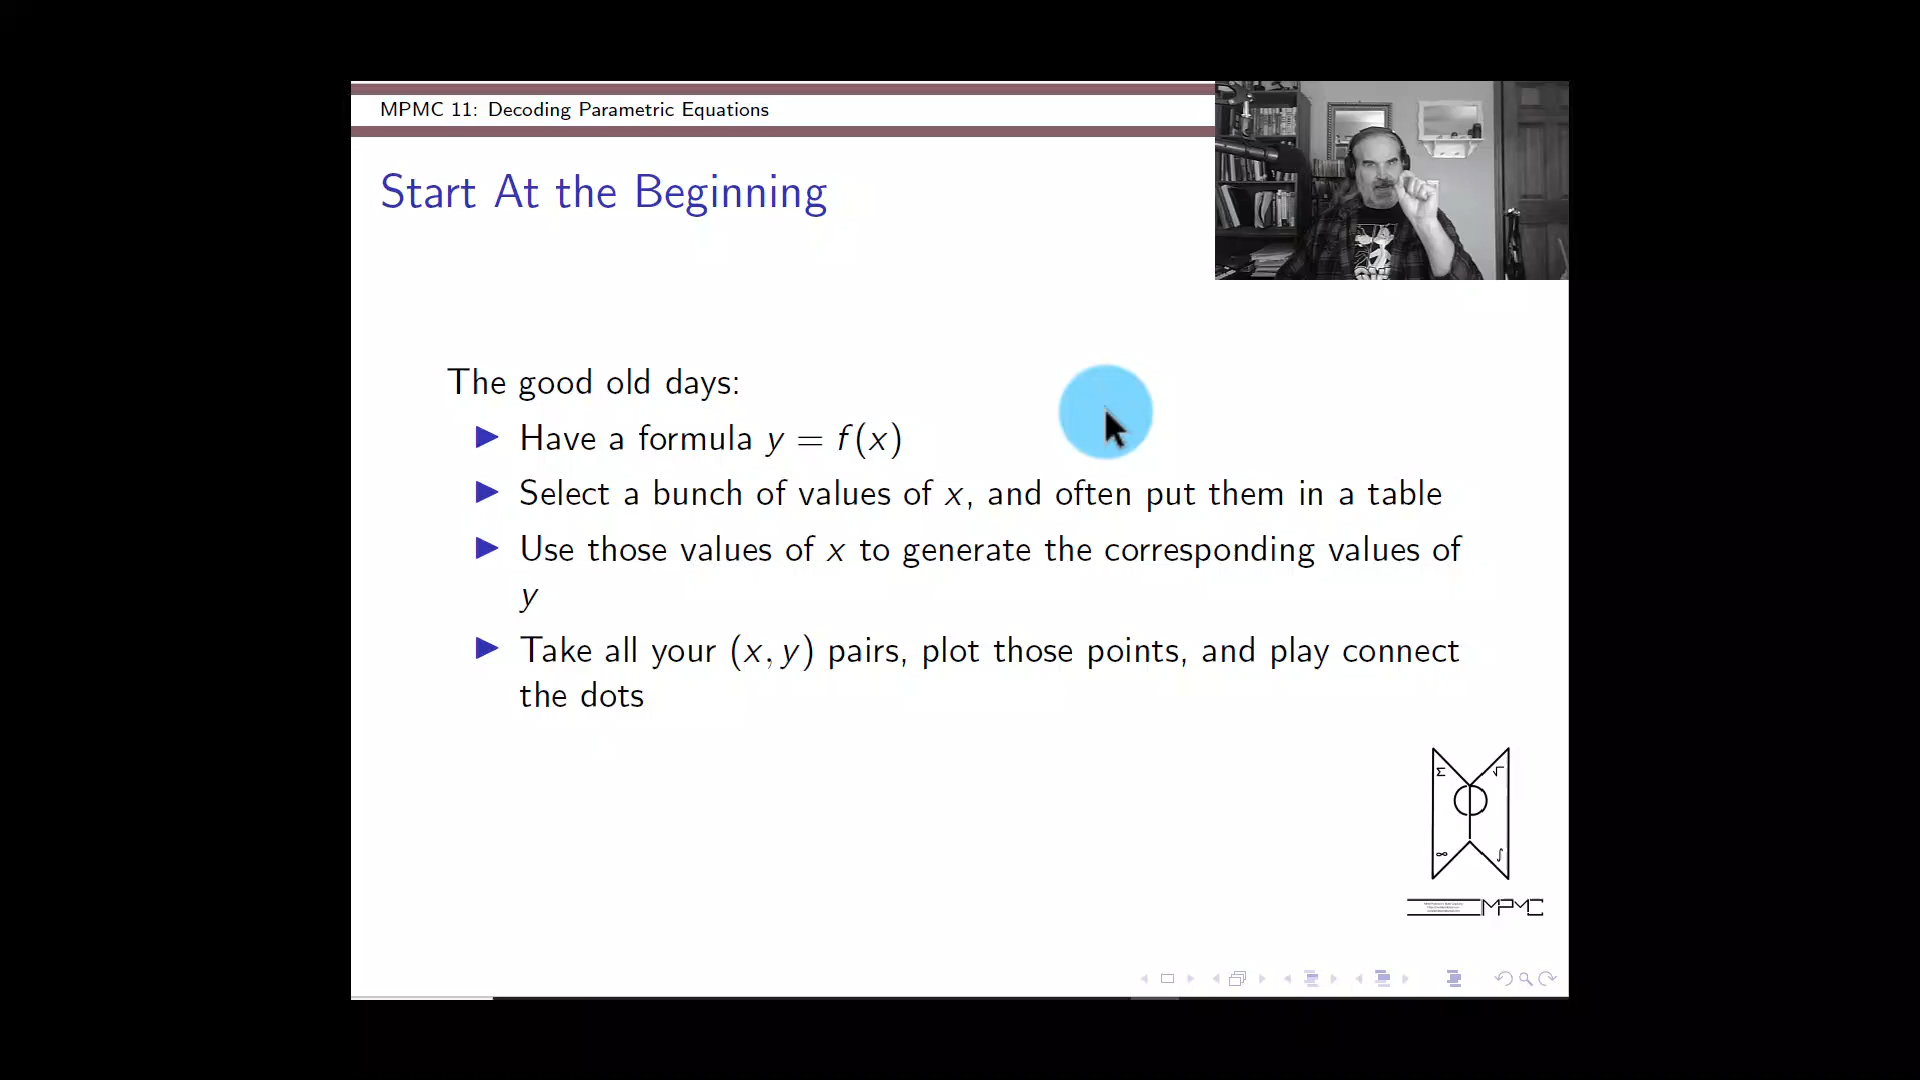 MPMC 11: Decoding Parametric Equations
Start At the Beginning
The good old days:
▶ Have a formula y = f(x)
▶ Select a bunch of values of x, and often put them in a table
▶ Use those values of x to generate the corresponding values of
y
▶ Take all your (x, y) pairs, plot those points, and play connect
the dots
Σ √
∞ ∫
MPMC